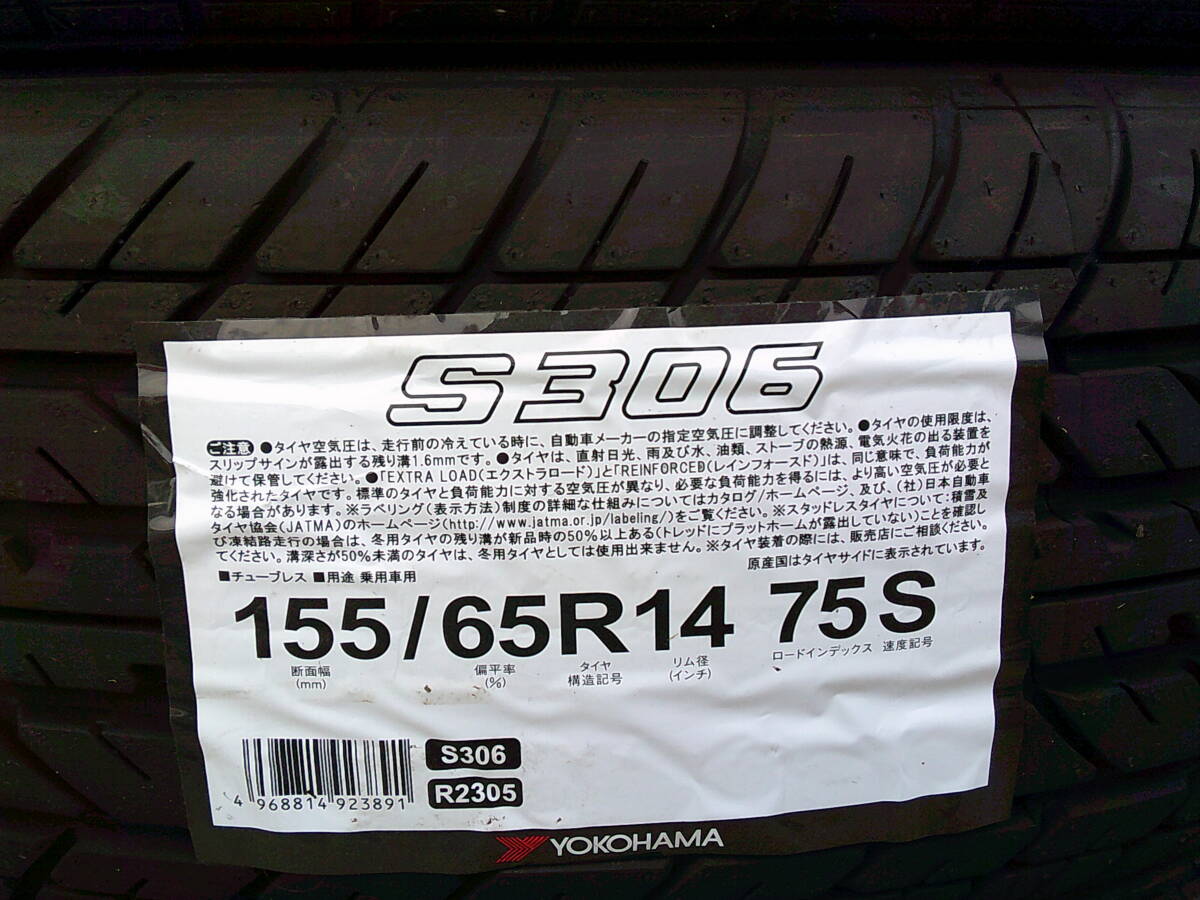 S306
ご注意 ●タイヤ空気圧は、走行前の冷えている時に、自動車メーカーの指定空気圧に調整してください。●タイヤの使用限度は、
スリップサインが露出する残り溝1.6mmです。●タイヤは、直射日光、雨及び水、油類、ストーブの熱源、電気火花の出る装置を
避けて保管してください。●「EXTRA LOAD(エクストラロード)」と「REINFORCED(レインフォースド)」は、同じ意味で、負荷能力が
強化されたタイヤです。標準のタイヤと負荷能力に対する空気圧が異なり、必要な負荷能力を得るには、より高い空気圧が必要と
なる場合があります。※ラベリング(表示方法)制度の詳細な仕組みについてはカタログ/ホームページ、及び、(社)日本自動車
タイヤ協会(JATMA)のホームページ(http://www.jatma.or.jp/labeling/)をご覧ください。※スタッドレスタイヤについて:積雪及
び凍結路走行の場合は、冬用タイヤの残り溝が新品時の50%以上ある(トレッドにプラットホームが露出していない)ことを確認し
てください。溝深さが50%未満のタイヤは、冬用タイヤとしては使用出来ません。※タイヤ装着の際には、販売店にご相談ください。
原産国はタイヤサイドに表示されています。
■チューブレス ■用途 乗用車用
155/65R14 75S
断面幅 偏平率 タイヤ リム径 ロードインデックス 速度記号
(mm) (%) 構造記号 (インチ)
S306
4 968814 923891
R2305
YOKOHAMA